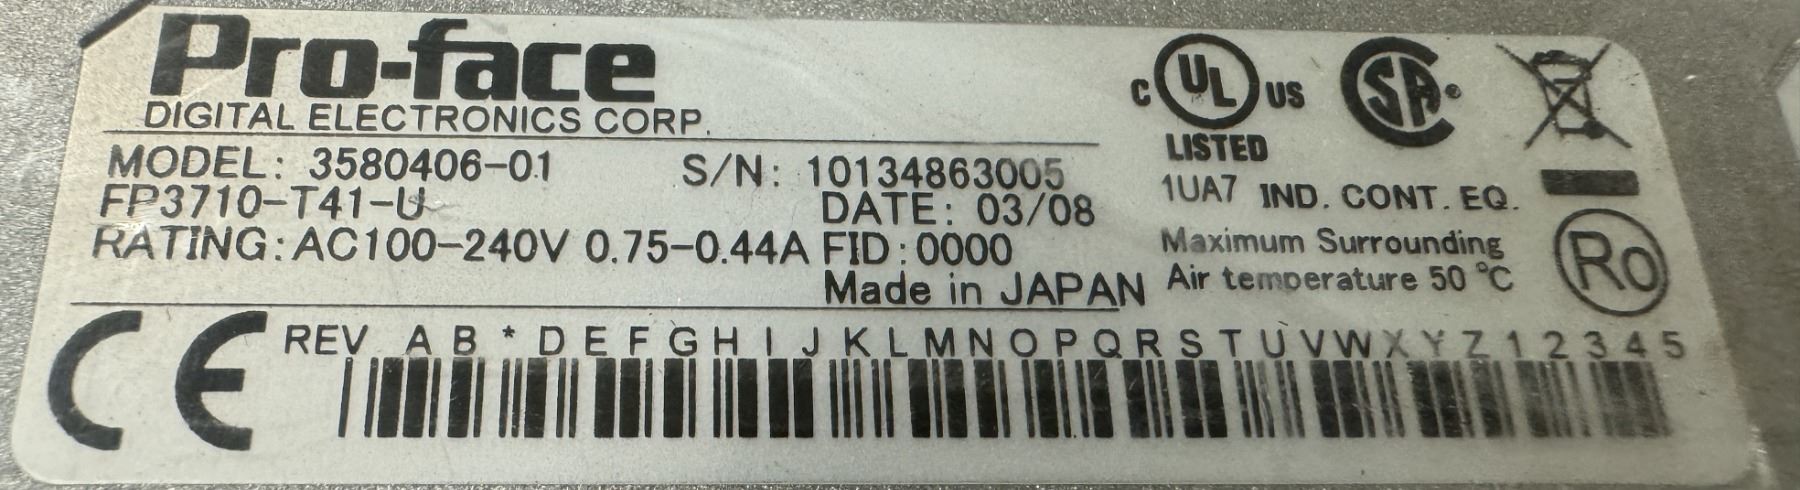 Pro-face
DIGITAL ELECTRONICS CORP.
MODEL: 3580406-01
S/N: 10134863005
FP3710-T41-U
DATE: 03/08
RATING: AC100-240V 0.75-0.44A
FID: 0000
Made in JAPAN
C UL US
LISTED
SA
1UA7 IND. CONT. EQ.
Maximum Surrounding
Air temperature 50 °C
Ro
CE
REV A B * D E F G H I J K L M N O P Q R S T U V W X Y Z 1 2 3 4 5